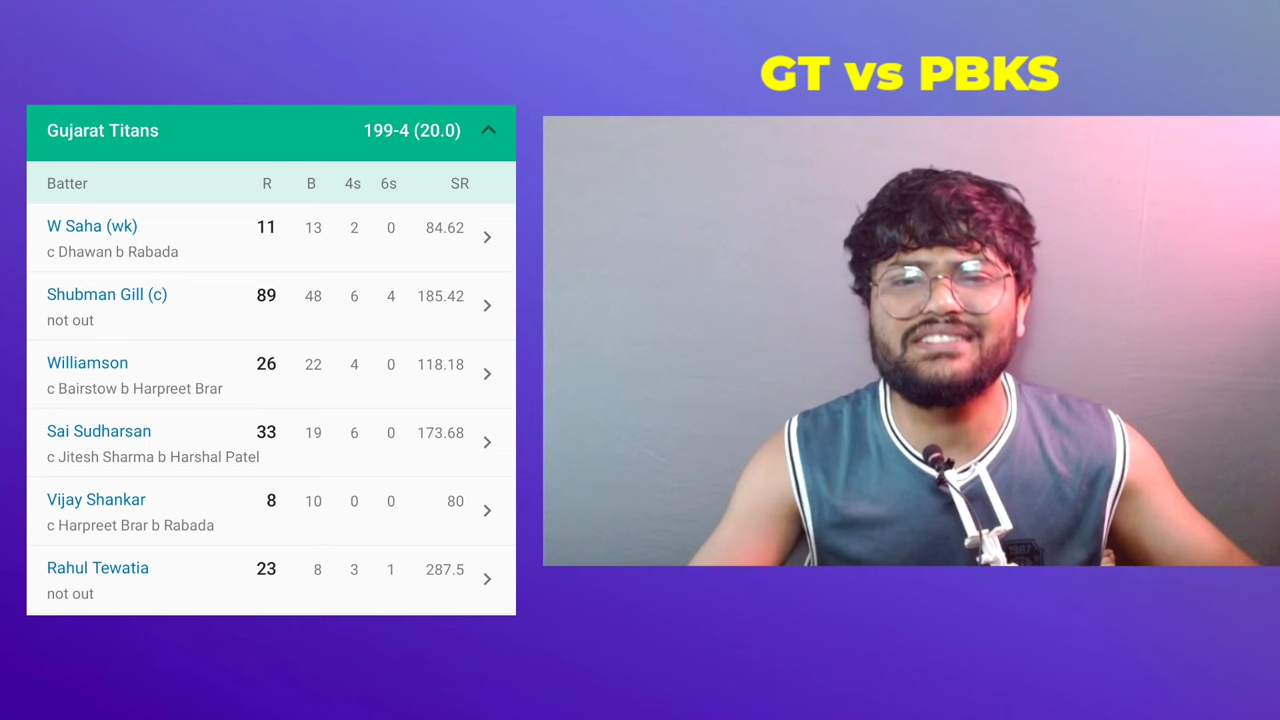 GT vs PBKS
Gujarat Titans 199-4 (20.0)
Batter R B 4s 6s SR
W Saha (wk) 11 13 2 0 84.62
c Dhawan b Rabada
Shubman Gill (c) 89 48 6 4 185.42
not out
Williamson 26 22 4 0 118.18
c Bairstow b Harpreet Brar
Sai Sudharsan 33 19 6 0 173.68
c Jitesh Sharma b Harshal Patel
Vijay Shankar 8 10 0 0 80
c Harpreet Brar b Rabada
Rahul Tewatia 23 8 3 1 287.5
not out
1987